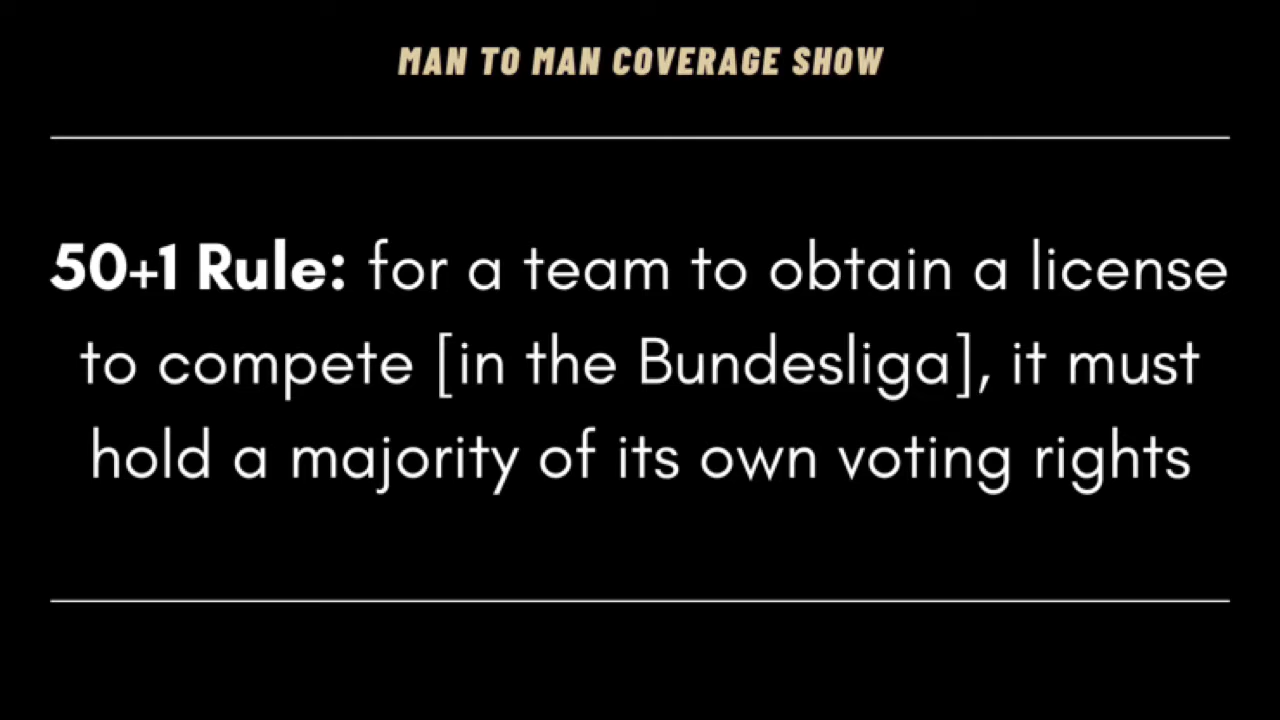 MAN TO MAN COVERAGE SHOW
50+1 Rule: for a team to obtain a license
to compete [in the Bundesliga], it must
hold a majority of its own voting rights